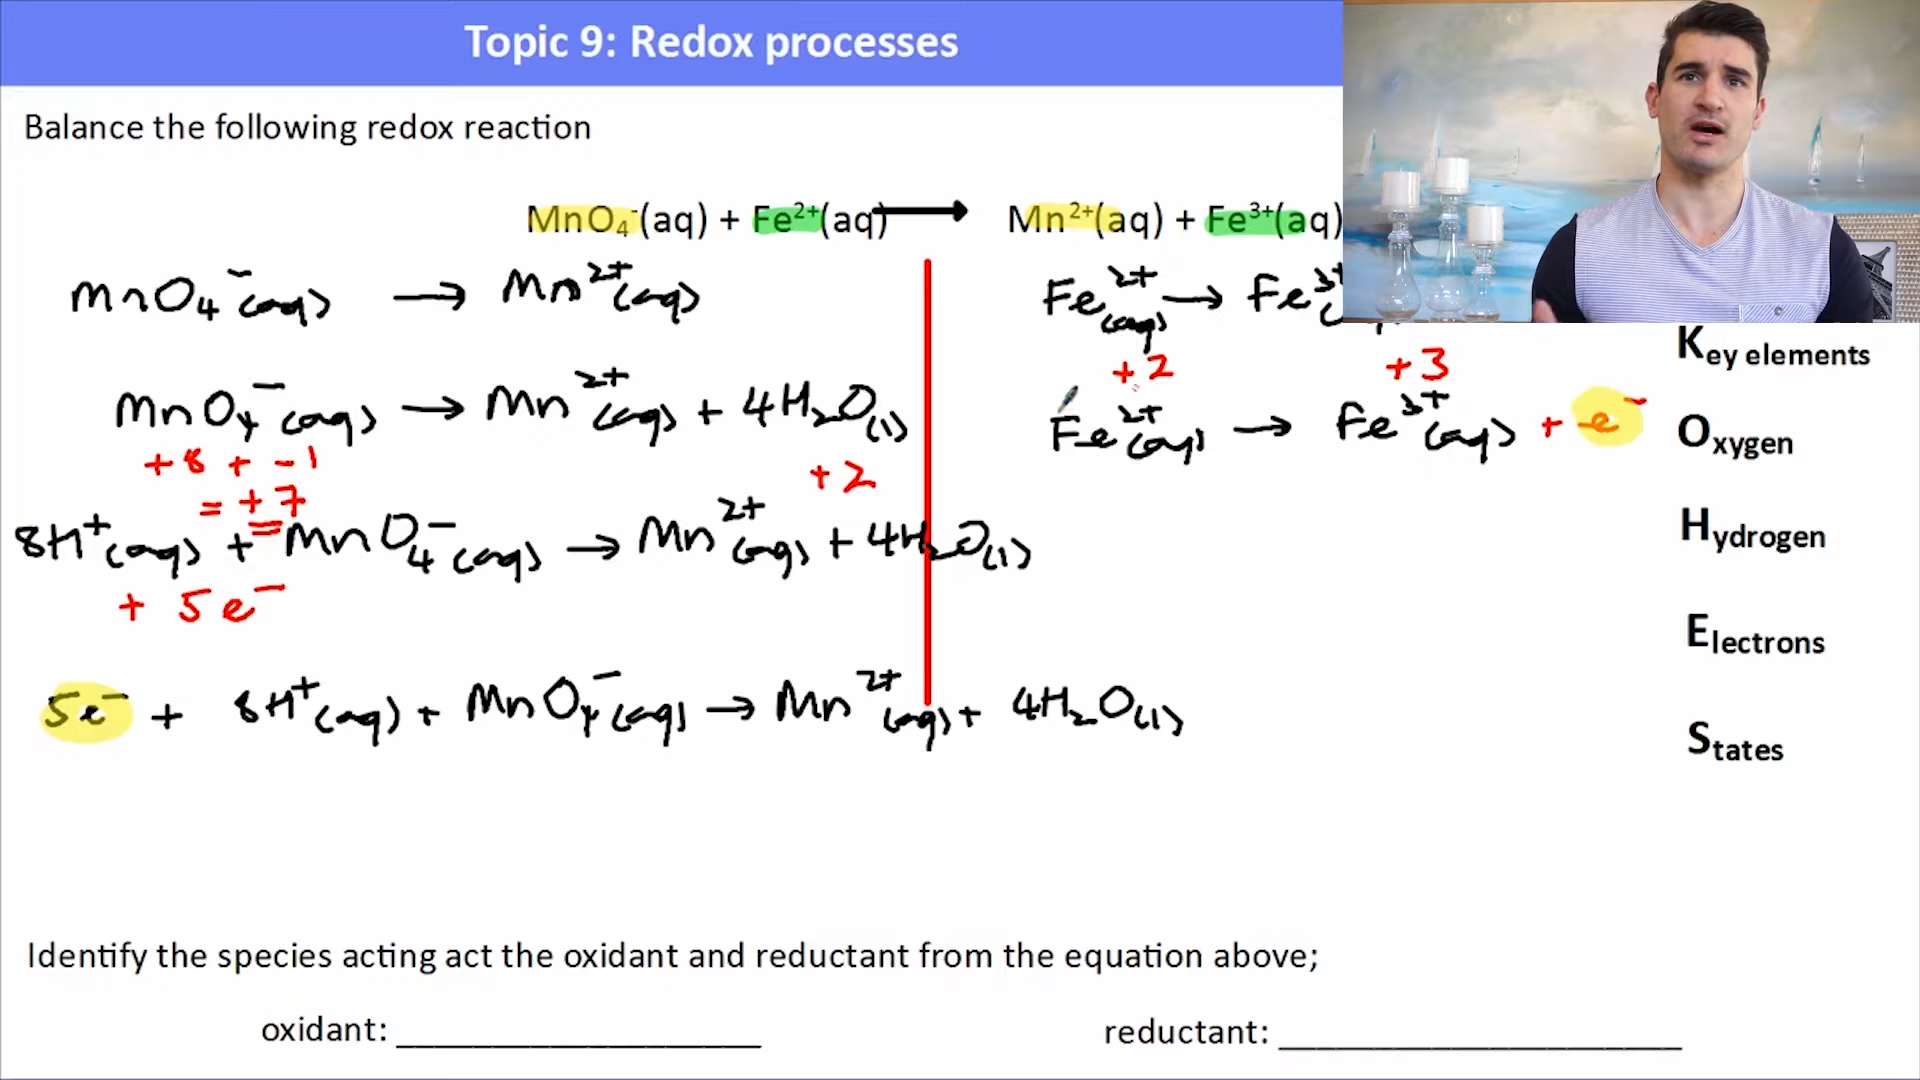 Topic 9: Redox processes
Balance the following redox reaction
MnO₄⁻(aq) + Fe²⁺(aq) → Mn²⁺(aq) + Fe³⁺(aq)
MnO₄⁻(aq) → Mn²⁺(aq)
MnO₄⁻(aq) → Mn²⁺(aq) + 4H₂O(l)
+8 + -1
= +7
+2
8H⁺(aq) + MnO₄⁻(aq) → Mn²⁺(aq) + 4H₂O(l)
+ 5e⁻
5e⁻ + 8H⁺(aq) + MnO₄⁻(aq) → Mn²⁺(aq) + 4H₂O(l)
Fe²⁺(aq) → Fe³⁺
+2 +3
Fe²⁺(aq) → Fe³⁺(aq) + e⁻
Key elements
Oxygen
Hydrogen
Electrons
States
Identify the species acting act the oxidant and reductant from the equation above;
oxidant: ____________________ reductant: ______________________